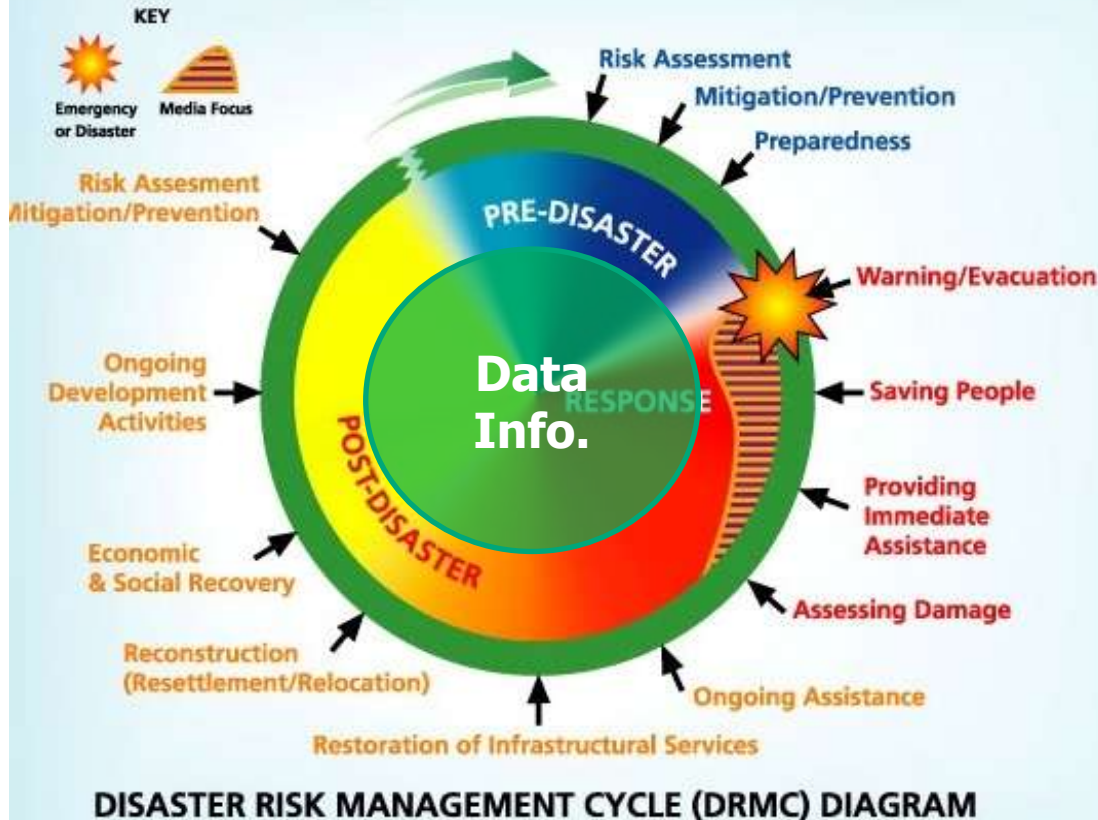 KEY
Emergency
or Disaster
Media Focus
Risk Assessment
Mitigation/Prevention
Preparedness
Warning/Evacuation
Saving People
Providing
Immediate
Assistance
Assessing Damage
Ongoing Assistance
Restoration of Infrastructural Services
Reconstruction
(Resettlement/Relocation)
Economic
& Social Recovery
Ongoing
Development
Activities
Risk Assesment
Mitigation/Prevention
PRE-DISASTER
RESPONSE
POST-DISASTER
Data
Info.
DISASTER RISK MANAGEMENT CYCLE (DRMC) DIAGRAM